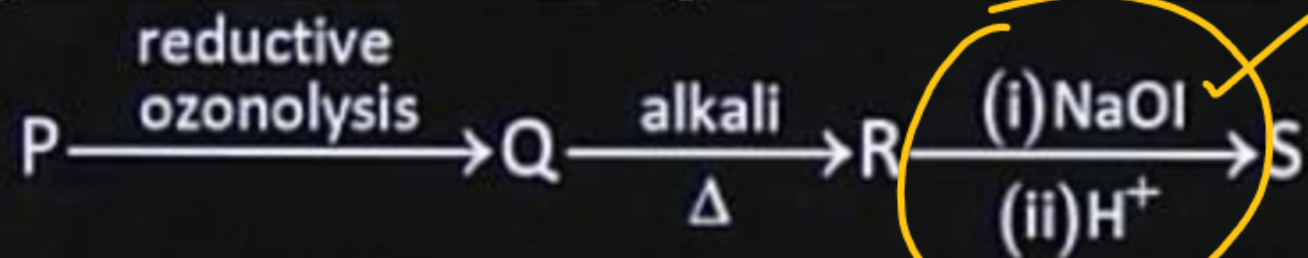 reductive
ozonolysis
alkali
(i) NaOI
P → Q → R → S
Δ
(ii) H⁺